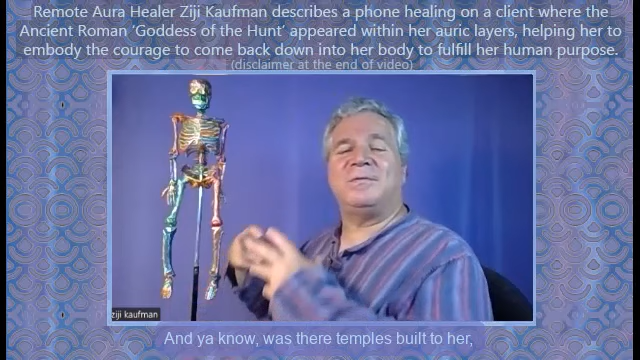 Remote Aura Healer Ziji Kaufman describes a phone healing on a client where the
Ancient Roman 'Goddess of the Hunt' appeared within her auric layers, helping her to
embody the courage to come back down into her body to fulfill her human purpose.
(disclaimer at the end of video)
ziji kaufman
And ya know, was there temples built to her,